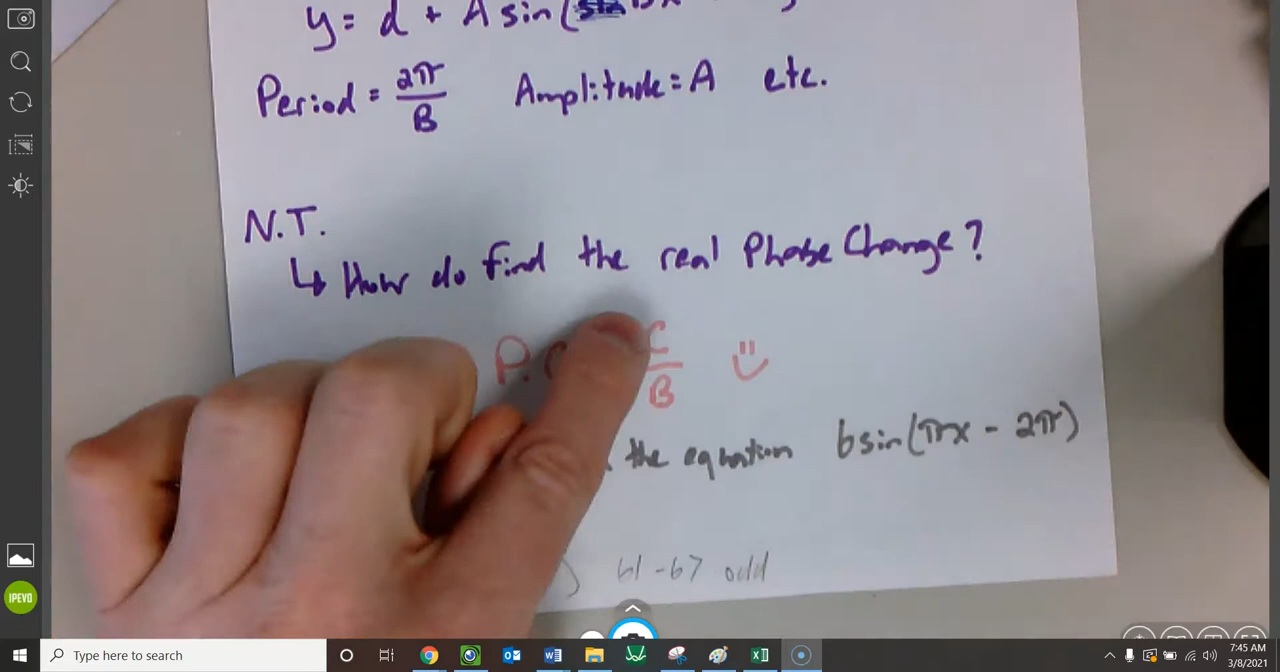 y = d + A sin(
Period = 2π/B Amplitude = A etc.
N.T.
↳ How do find the real Phase Change?
P. C/B
the equation 6sin(πx - 2π)
61-67 odd
IPEVO
Type here to search
7:45 AM
3/8/2021